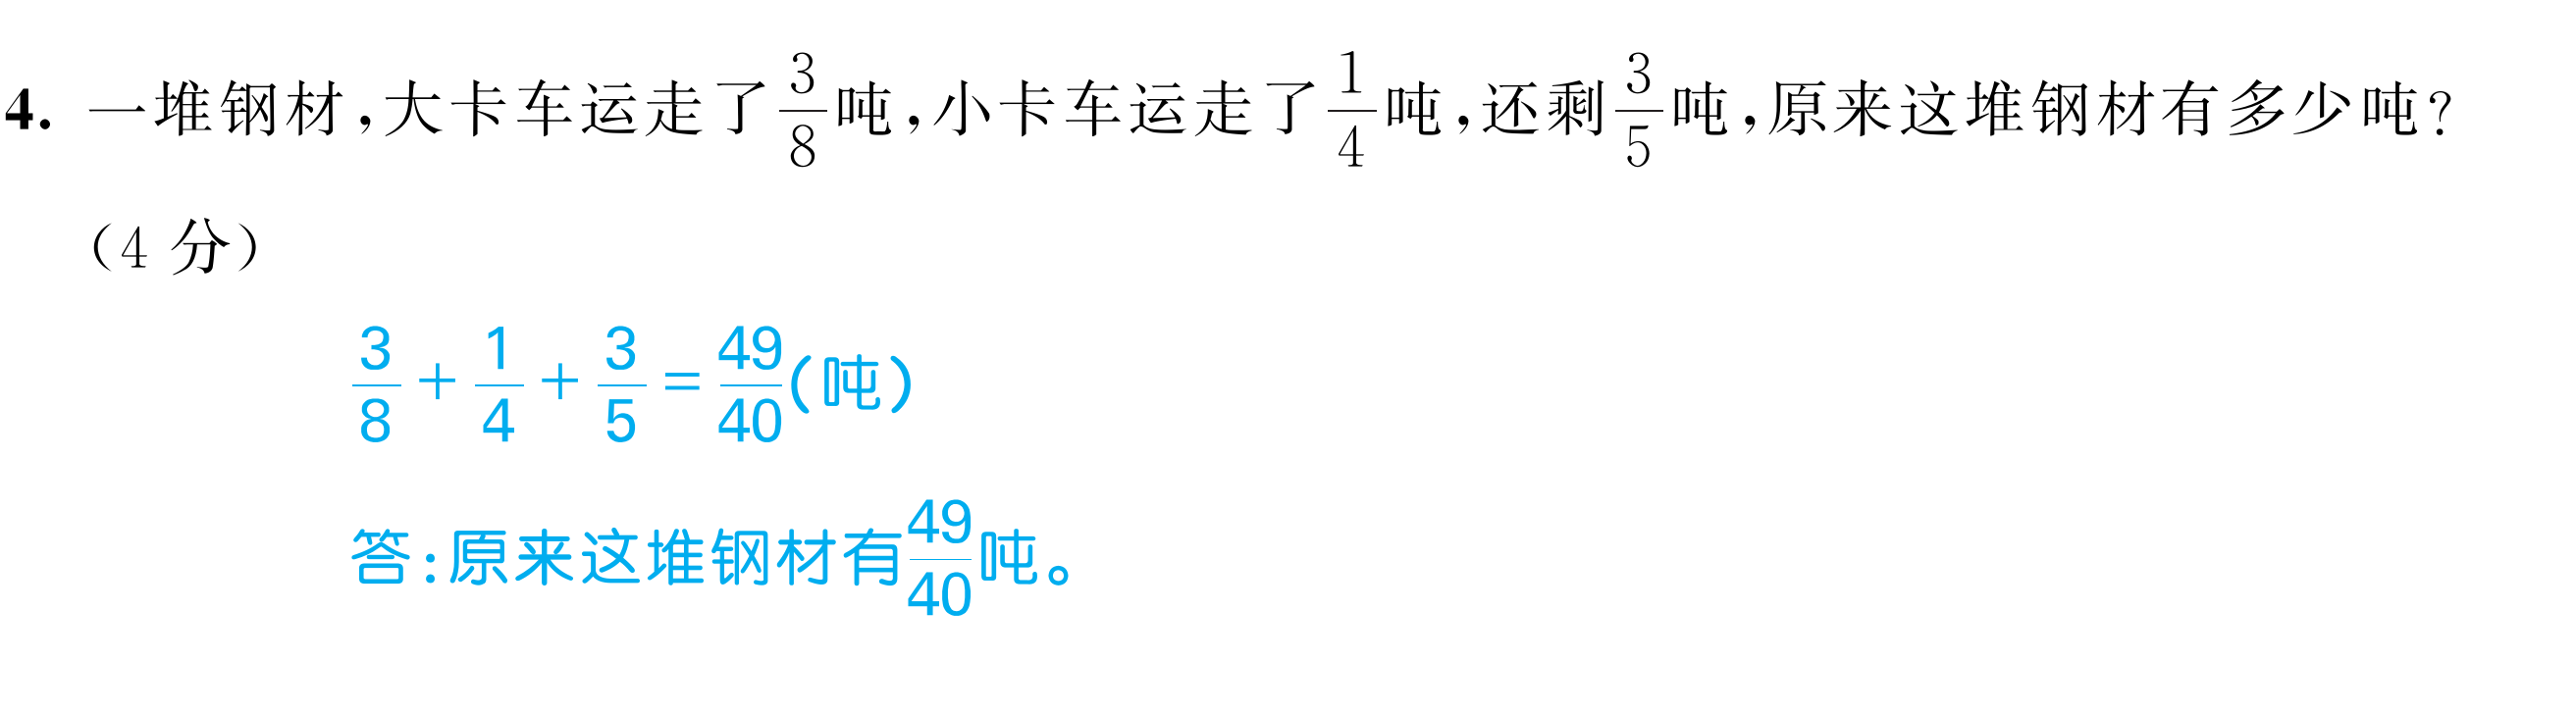 4. 一堆钢材,大卡车运走了3/8吨,小卡车运走了1/4吨,还剩3/5吨,原来这堆钢材有多少吨?
(4 分)
3/8 + 1/4 + 3/5 = 49/40(吨)
答:原来这堆钢材有49/40吨。